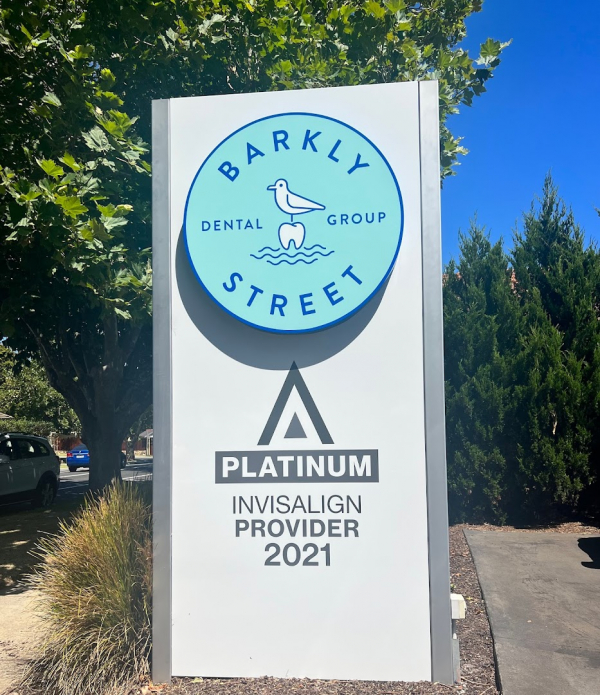 BARKLY
DENTAL GROUP
STREET
PLATINUM
INVISALIGN
PROVIDER
2021